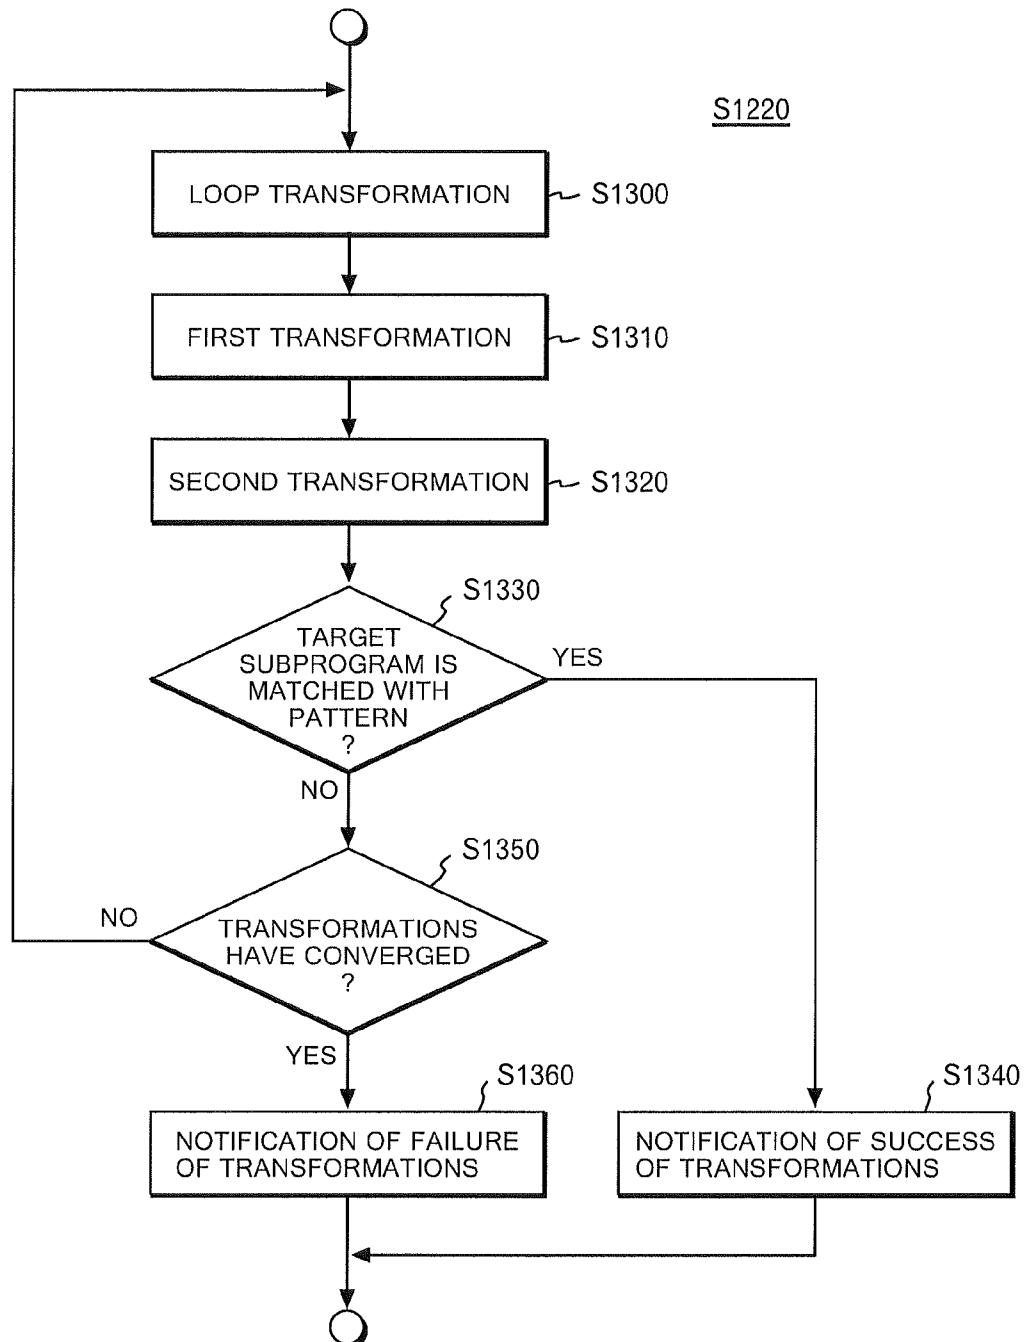 S1220
LOOP TRANSFORMATION
S1300
FIRST TRANSFORMATION
S1310
SECOND TRANSFORMATION
S1320
S1330
TARGET
SUBPROGRAM IS
MATCHED WITH
PATTERN
?
YES
NO
S1350
TRANSFORMATIONS
HAVE CONVERGED
?
NO
YES
S1360
NOTIFICATION OF FAILURE
OF TRANSFORMATIONS
S1340
NOTIFICATION OF SUCCESS
OF TRANSFORMATIONS